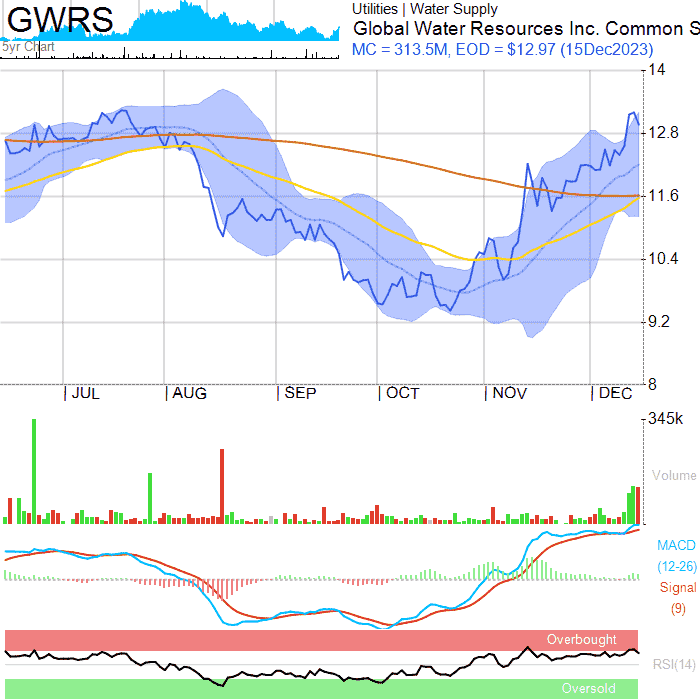 GWRS
5yr Chart
Utilities | Water Supply
Global Water Resources Inc. Common S
MC = 313.5M, EOD = $12.97 (15Dec2023)
14
12.8
11.6
10.4
9.2
8
JUL AUG SEP OCT NOV DEC
345k
Volume
MACD
(12-26)
Signal
(9)
Overbought
RSI(14)
Oversold